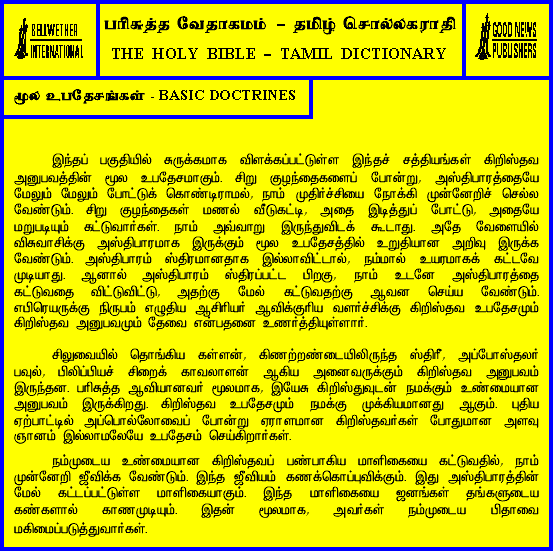 BELLWETHER
INTERNATIONAL
பரிசுத்த வேதாகமம் – தமிழ் சொல்லகராதி
THE HOLY BIBLE – TAMIL DICTIONARY
GOOD NEWS
PUBLISHERS
மூல உபதேசங்கள் - BASIC DOCTRINES
இந்தப் பகுதியில் சுருக்கமாக விளக்கப்பட்டுள்ள இந்தச் சத்தியங்கள் கிறிஸ்தவ
அனுபவத்தின் மூல உபதேசமாகும். சிறு குழந்தைகளைப் போன்று, அஸ்திபாரத்தையே
மேலும் மேலும் போட்டுக் கொண்டிராமல், நாம் முதிர்ச்சியை நோக்கி முன்னேறிச் செல்ல
வேண்டும். சிறு குழந்தைகள் மணல் வீடுகட்டி, அதை இடித்துப் போட்டு, அதையே
மறுபடியும் கட்டுவார்கள். நாம் அவ்வாறு இருந்துவிடக் கூடாது. அதே வேளையில்
விசுவாசிக்கு அஸ்திபாரமாக இருக்கும் மூல உபதேசத்தில் உறுதியான அறிவு இருக்க
வேண்டும். அஸ்திபாரம் ஸ்திரமானதாக இல்லாவிட்டால், நம்மால் உயரமாகக் கட்டவே
முடியாது. ஆனால் அஸ்திபாரம் ஸ்திரப்பட்ட பிறகு, நாம் உடனே அஸ்திபாரத்தை
கட்டுவதை விட்டுவிட்டு, அதற்கு மேல் கட்டுவதற்கு ஆவன செய்ய வேண்டும்.
எபிரெயருக்கு நிருபம் எழுதிய ஆசிரியர் ஆவிக்குரிய வளர்ச்சிக்கு கிறிஸ்தவ உபதேசமும்
கிறிஸ்தவ அனுபவமும் தேவை என்பதனை உணர்த்தியுள்ளார்.
சிலுவையில் தொங்கிய கள்ளன், கிணற்றண்டையிலிருந்த ஸ்திரீ, அப்போஸ்தலர்
பவுல், பிலிப்பியச் சிறைக் காவலாளன் ஆகிய அனைவருக்கும் கிறிஸ்தவ அனுபவம்
இருந்தன. பரிசுத்த ஆவியானவர் மூலமாக, இயேசு கிறிஸ்துவுடன் நமக்கும் உண்மையான
அனுபவம் இருக்கிறது. கிறிஸ்தவ உபதேசமும் நமக்கு முக்கியமானது ஆகும். புதிய
ஏற்பாட்டில் அப்பொல்லோவைப் போன்று ஏராளமான கிறிஸ்தவர்கள் போதுமான அளவு
ஞானம் இல்லாமலேயே உபதேசம் செய்கிறார்கள்.
நம்முடைய உண்மையான கிறிஸ்தவப் பண்பாகிய மாளிகையை கட்டுவதில், நாம்
முன்னேறி ஜீவிக்க வேண்டும். இந்த ஜீவியம் கணக்கொப்புவிக்கும். இது அஸ்திபாரத்தின்
மேல் கட்டப்பட்டுள்ள மாளிகையாகும். இந்த மாளிகையை ஜனங்கள் தங்களுடைய
கண்களால் காணமுடியும். இதன் மூலமாக, அவர்கள் நம்முடைய பிதாவை
மகிமைப்படுத்துவார்கள்.